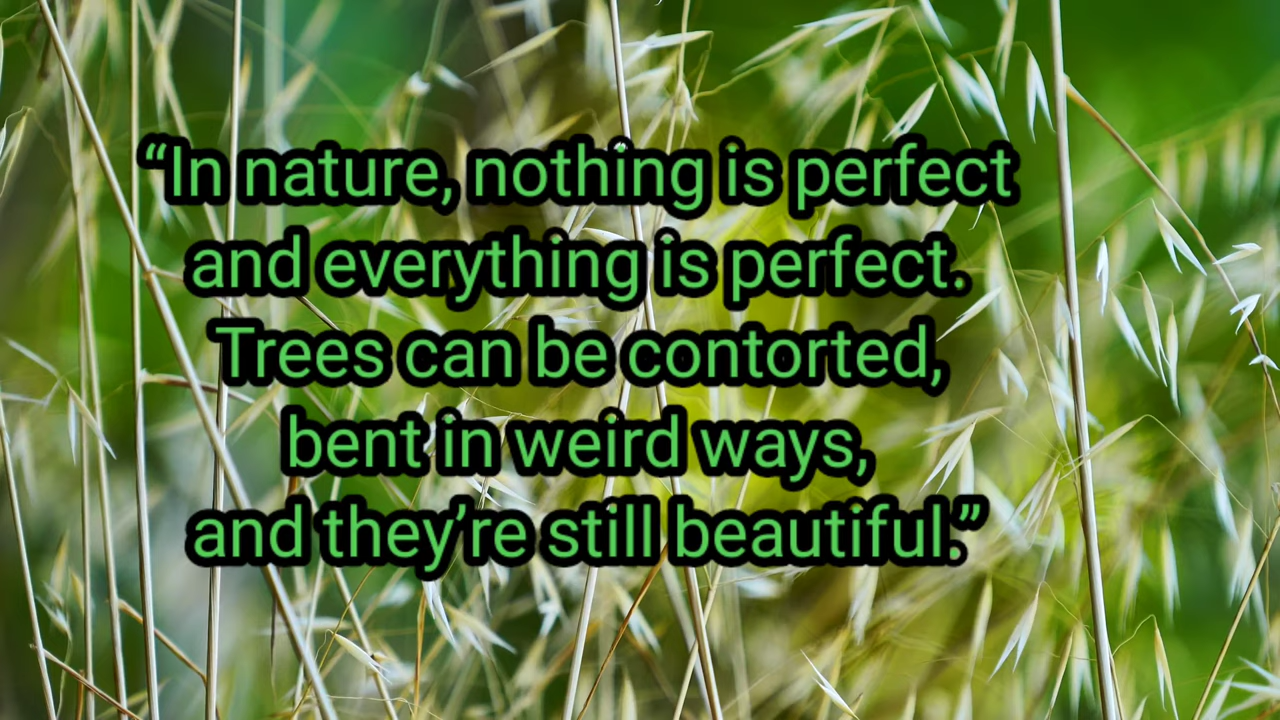 “In nature, nothing is perfect
and everything is perfect.
Trees can be contorted,
bent in weird ways,
and they’re still beautiful.”